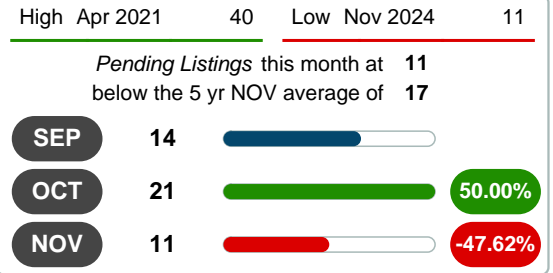 High Apr 2021 40 Low Nov 2024 11
Pending Listings this month at 11
below the 5 yr NOV average of 17
SEP 14
OCT 21 50.00%
NOV 11 -47.62%